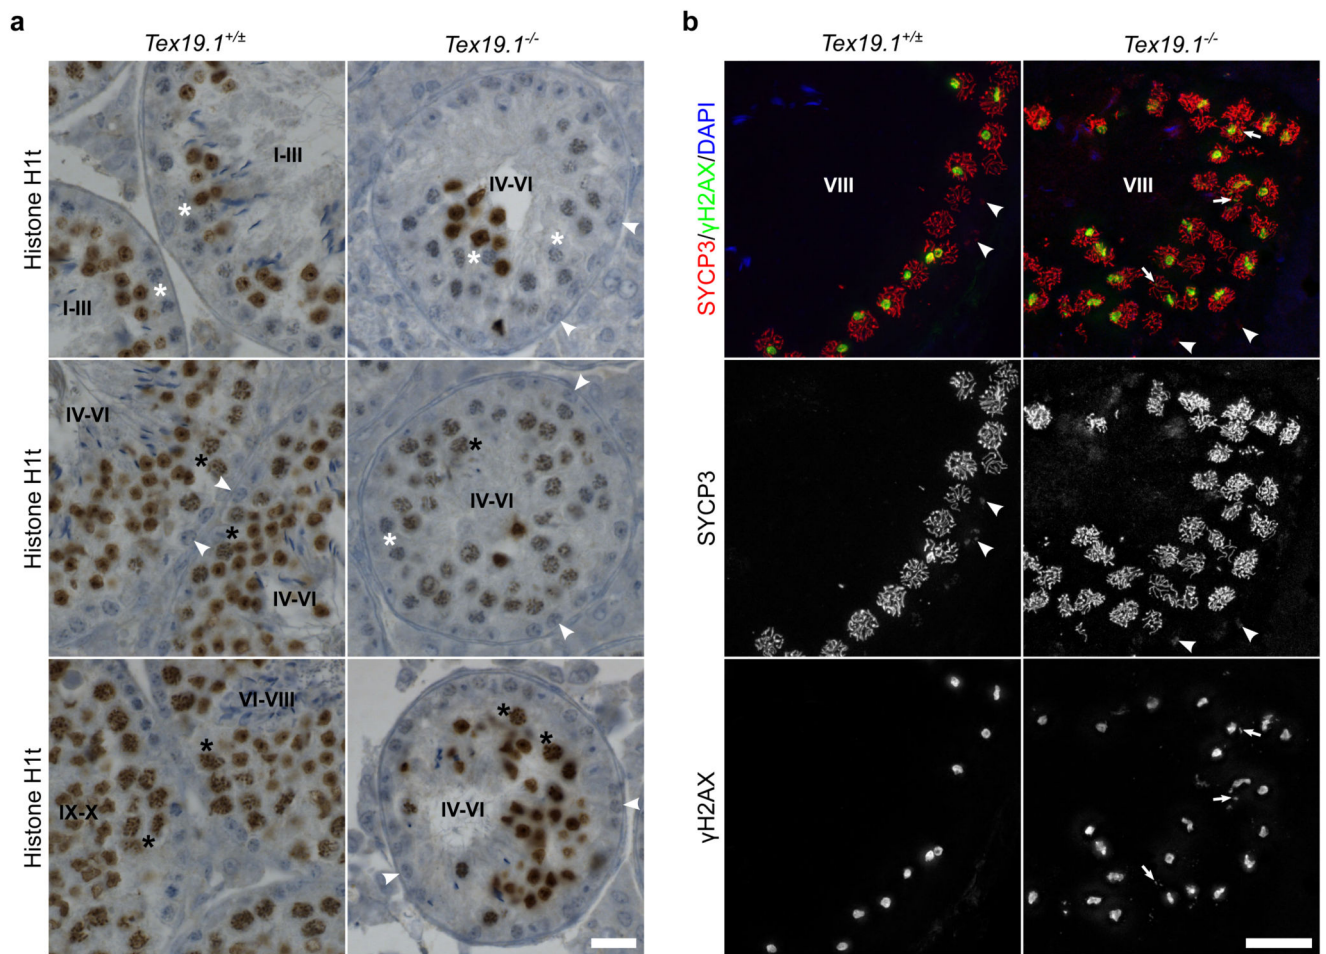 a
Tex19.1+/±
Tex19.1-/-
Histone H1t
I-III
I-III
IV-VI
Histone H1t
IV-VI
IV-VI
IV-VI
Histone H1t
VI-VIII
IX-X
IV-VI
b
Tex19.1+/±
Tex19.1-/-
SYCP3/γH2AX/DAPI
VIII
VIII
SYCP3
γH2AX